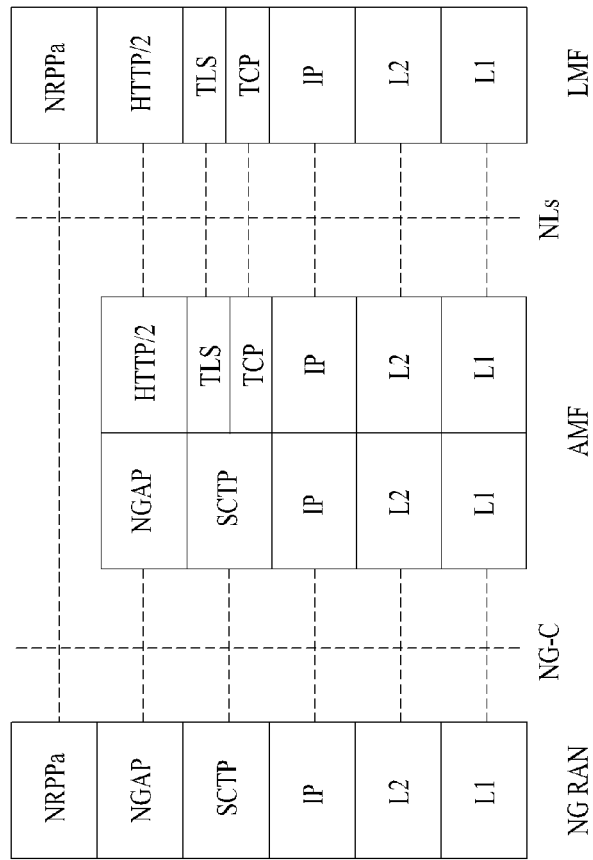 NRPPa
NRPPa
NGAP
NGAP
HTTP/2
HTTP/2
SCTP
SCTP
TLS
TLS
TCP
TCP
IP
IP
IP
IP
L2
L2
L2
L2
L1
L1
L1
L1
NG-C
NLs
NG RAN
AMF
LMF